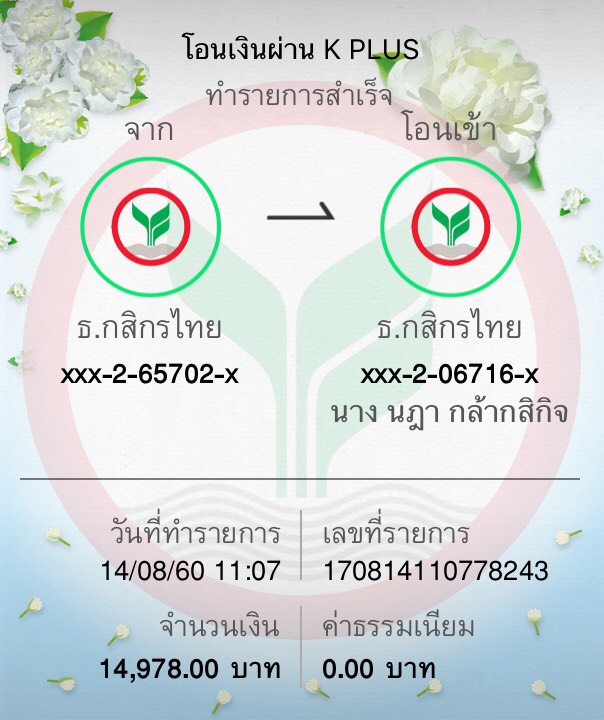 โอนเงินผ่าน K PLUS
ทำรายการสำเร็จ
จาก
โอนเข้า
ธ.กสิกรไทย
ธ.กสิกรไทย
xxx-2-65702-x
xxx-2-06716-x
นาง นฎา กล้ากสิกิจ
วันที่ทำรายการ
เลขที่รายการ
14/08/60 11:07
170814110778243
จำนวนเงิน
ค่าธรรมเนียม
14,978.00 บาท
0.00 บาท